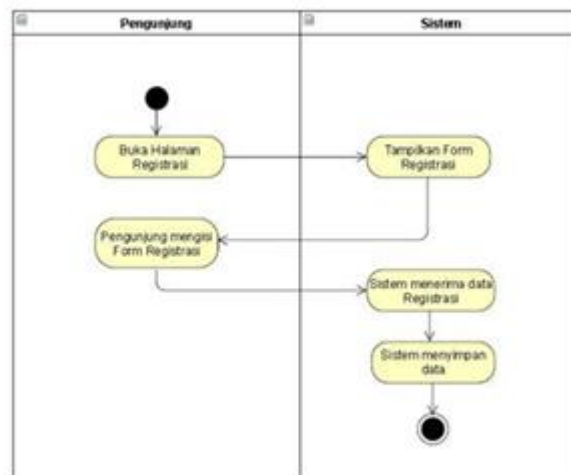 Pengunjung
Sistem
Buka Halaman
Registrasi
Tampilkan Form
Registrasi
Pengunjung mengisi
Form Registrasi
Sistem menerima data
Registrasi
Sistem menyimpan
data